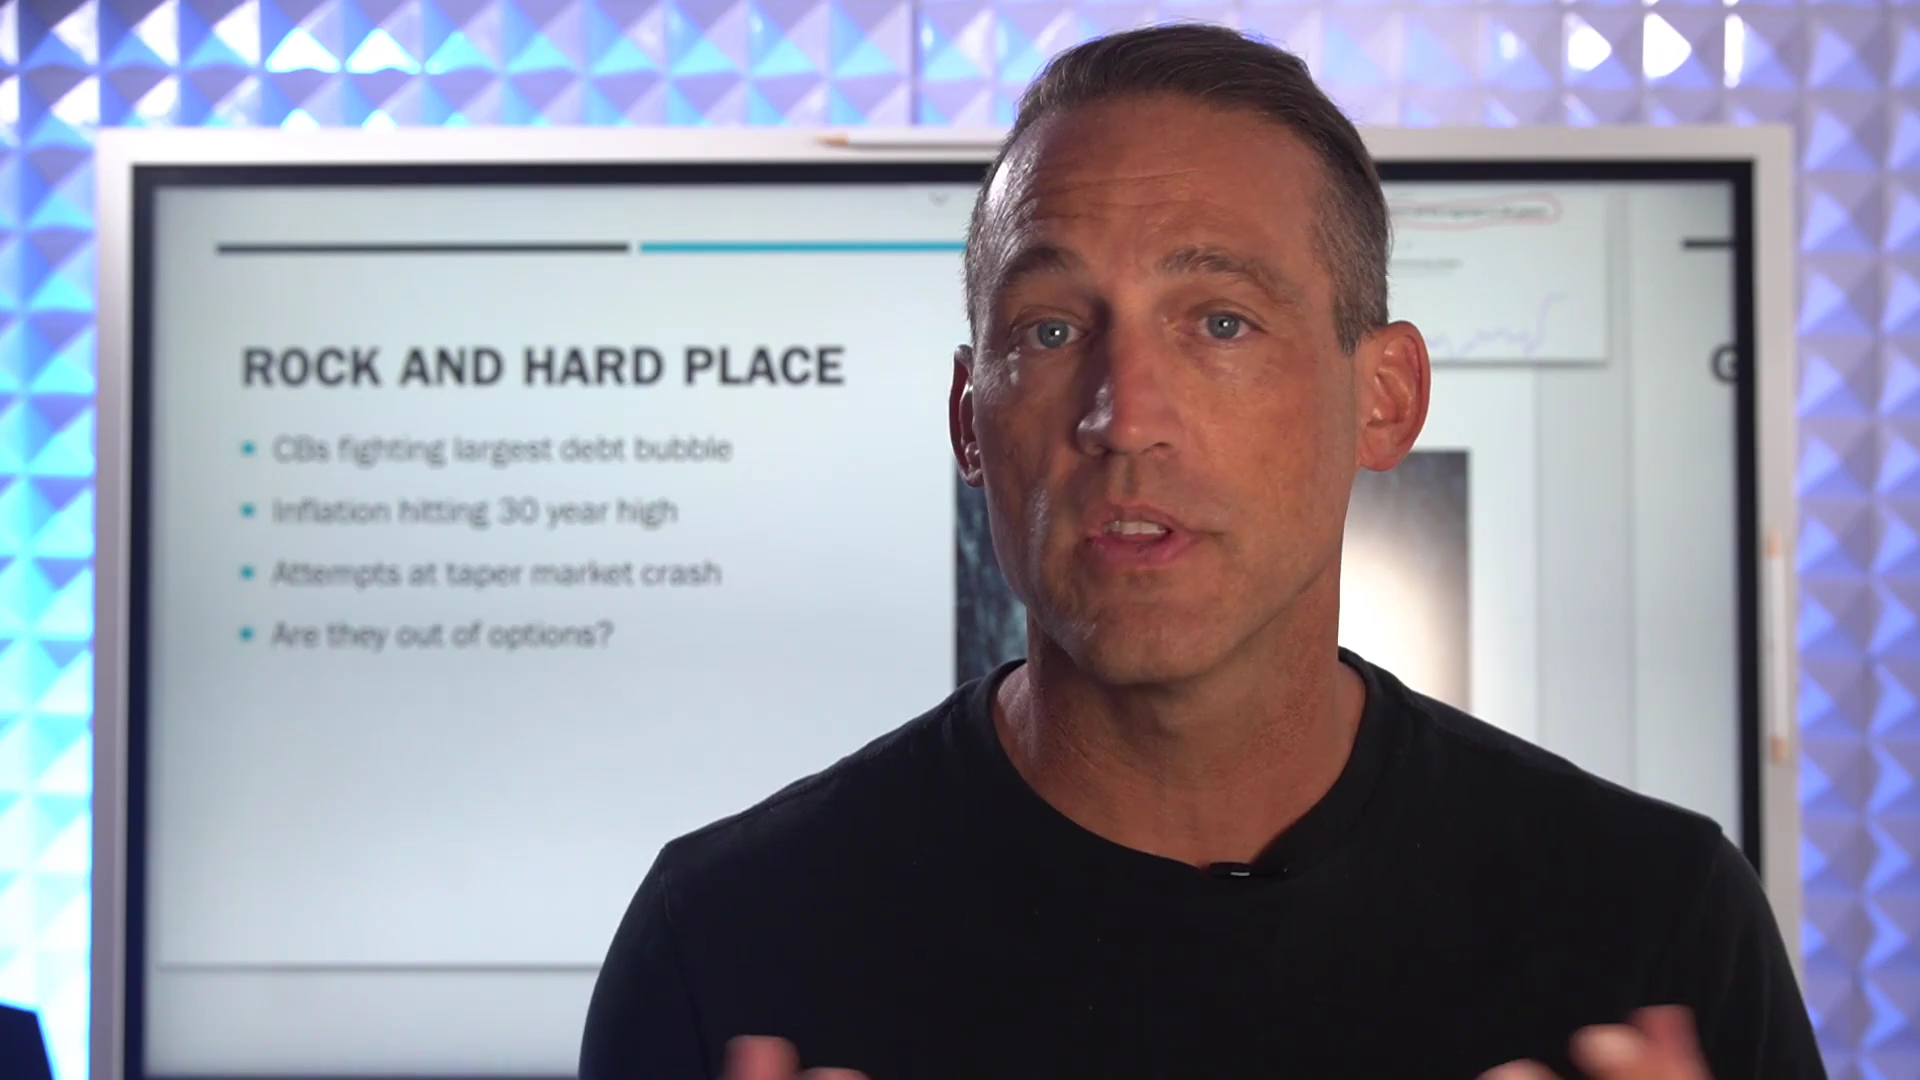 ROCK AND HARD PLACE
CBs fighting largest debt bubble
Inflation hitting 30 year high
Attempts at taper market crash
Are they out of options?
G